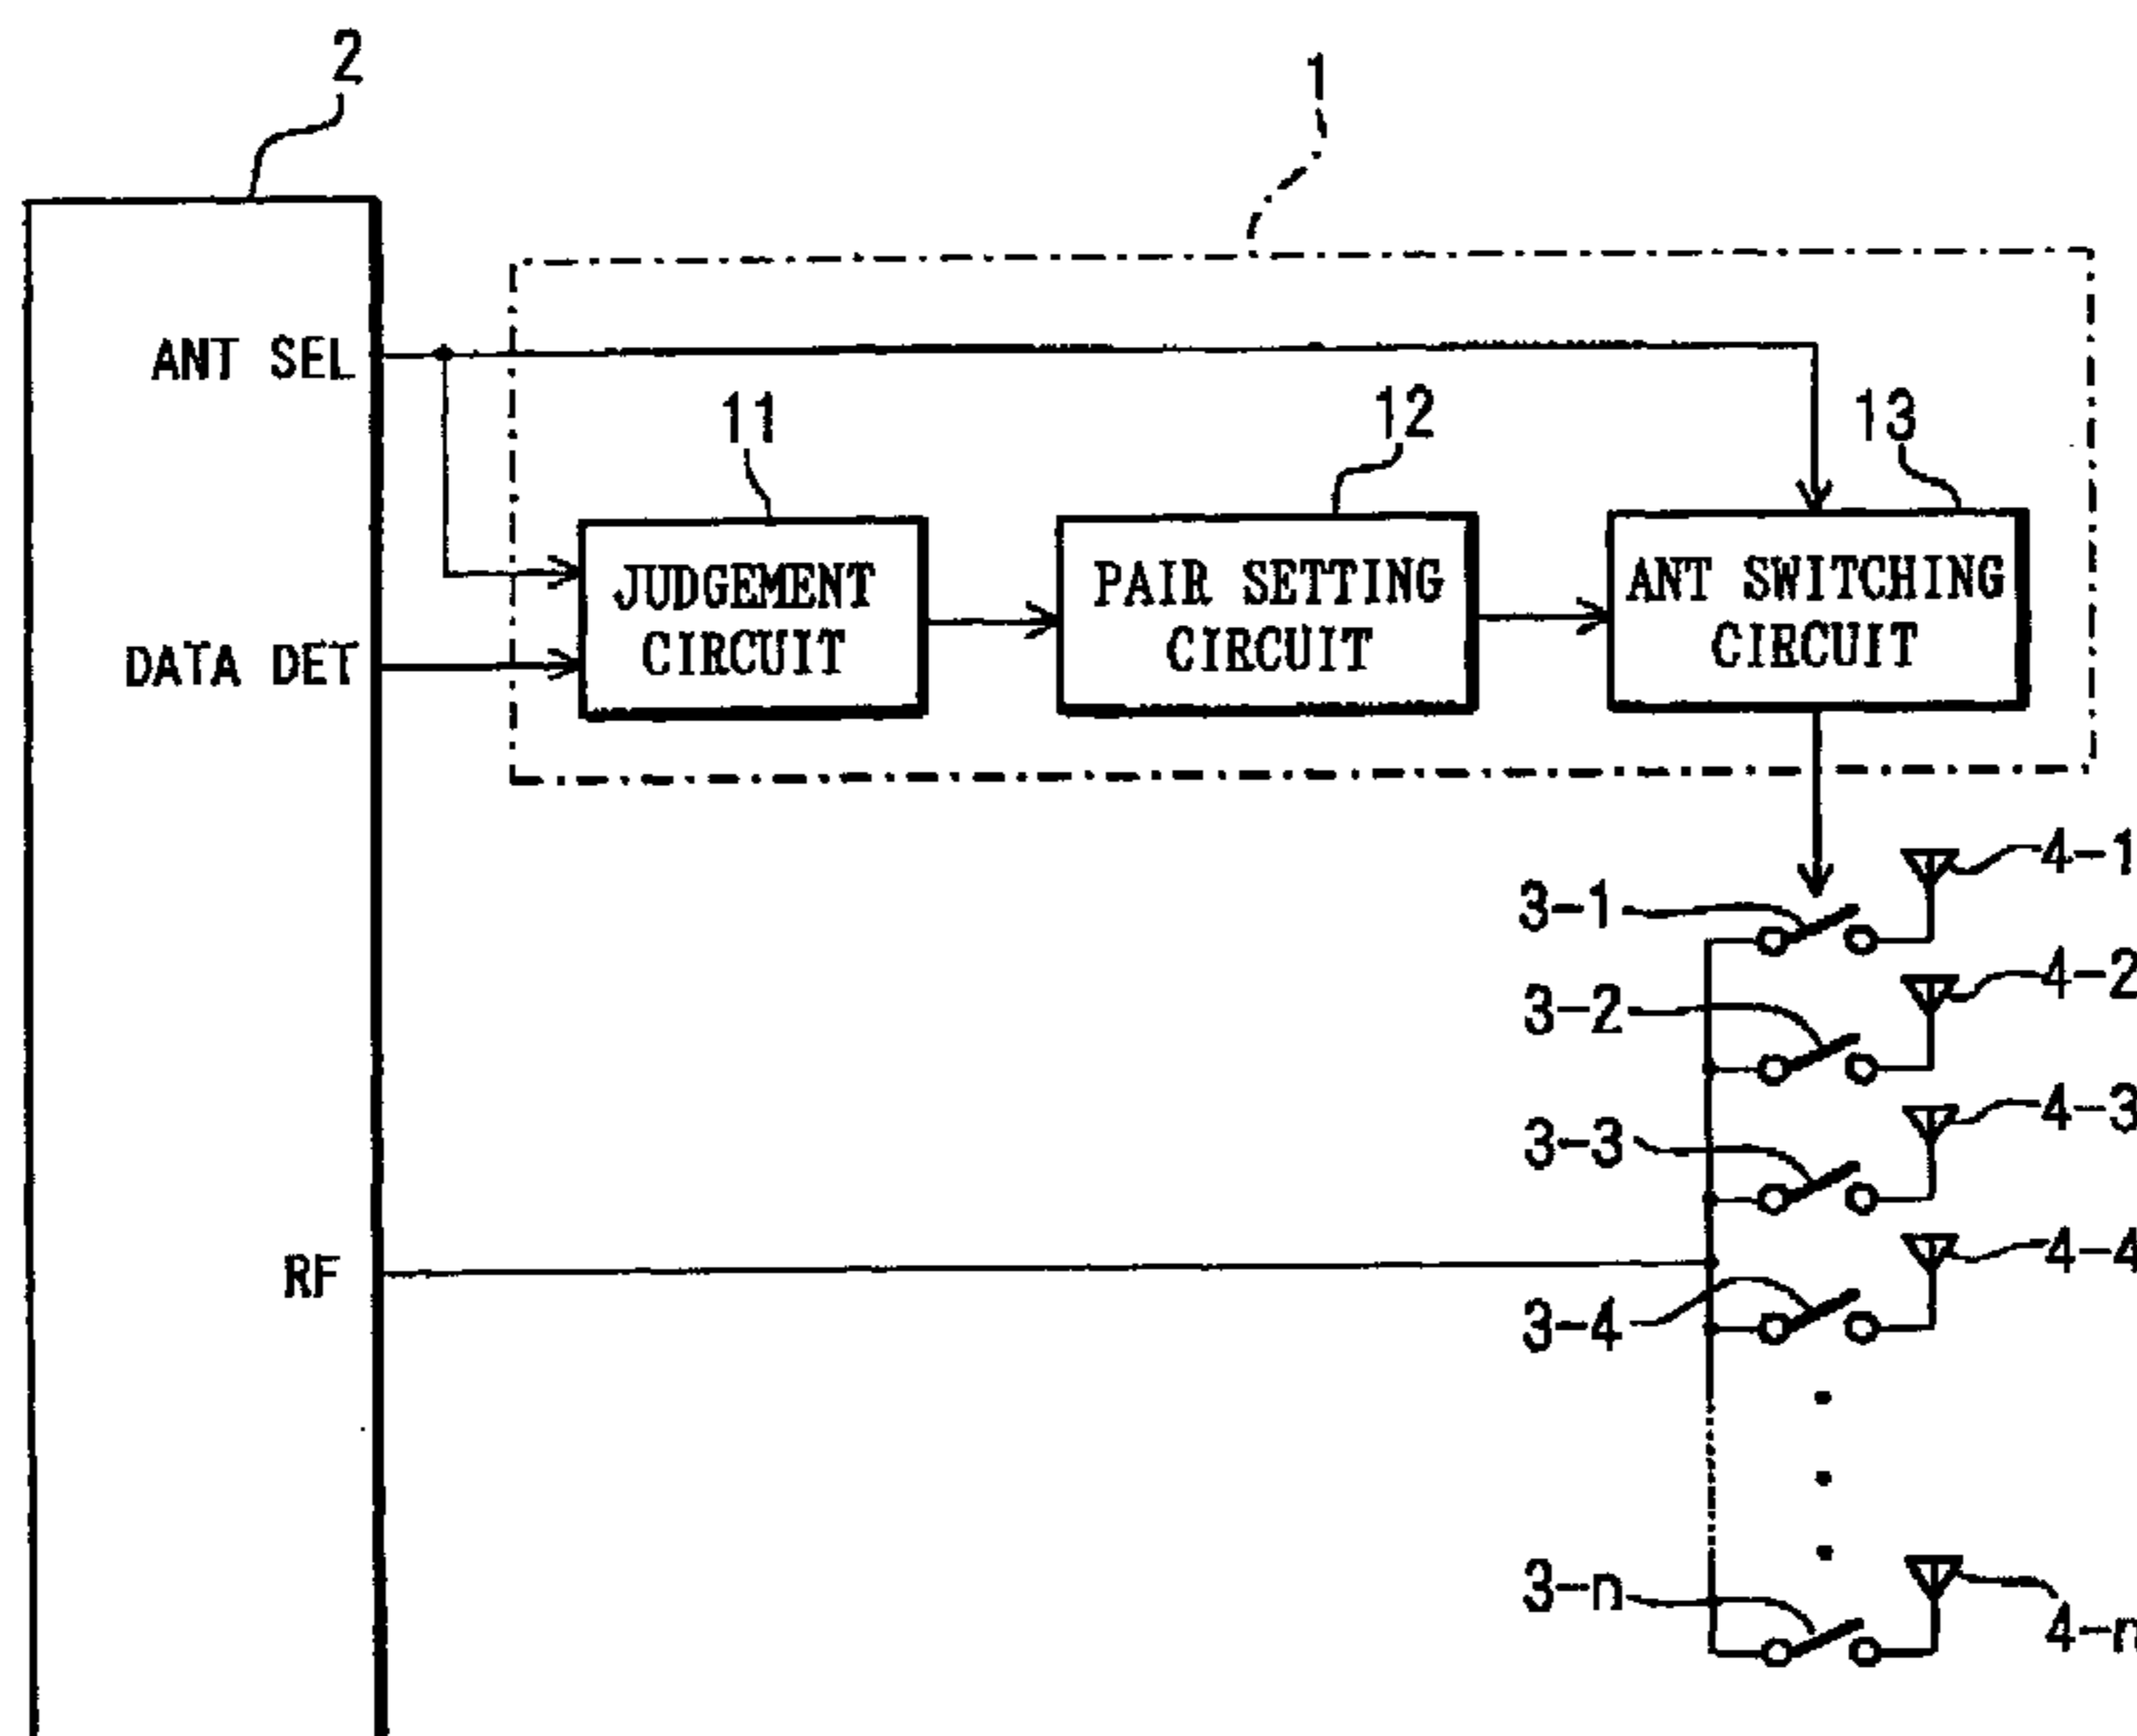 2
1
ANT SEL
11
12
13
JUDGEMENT
CIRCUIT
PAIR SETTING
CIRCUIT
ANT SWITCHING
CIRCUIT
DATA DET
4-1
3-1
4-2
3-2
4-3
3-3
4-4
RF
3-4
3-n
4-n